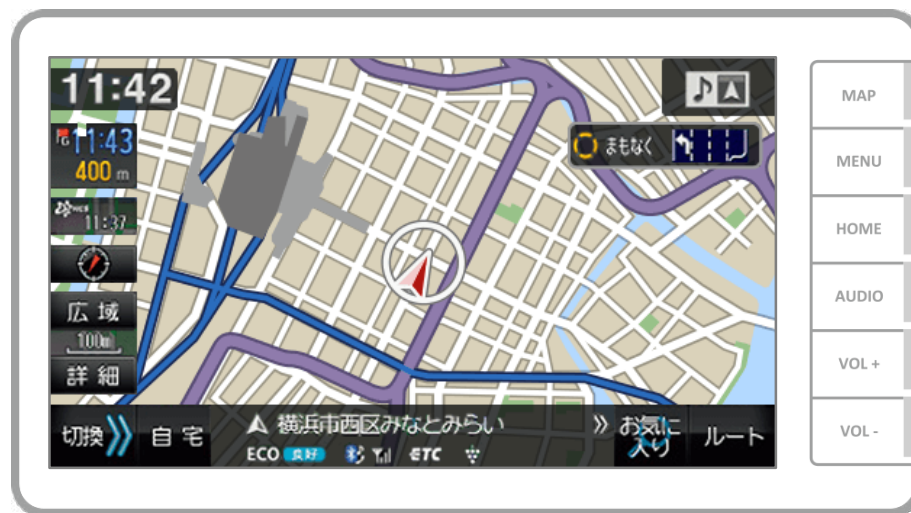 11:42
11:43
400 m
VICS
11:37
広域
100m
詳細
まもなく
切換
自宅
横浜市西区みなとみらい
お気に
入り
ルート
ECO 良好 ETC
MAP
MENU
HOME
AUDIO
VOL +
VOL -